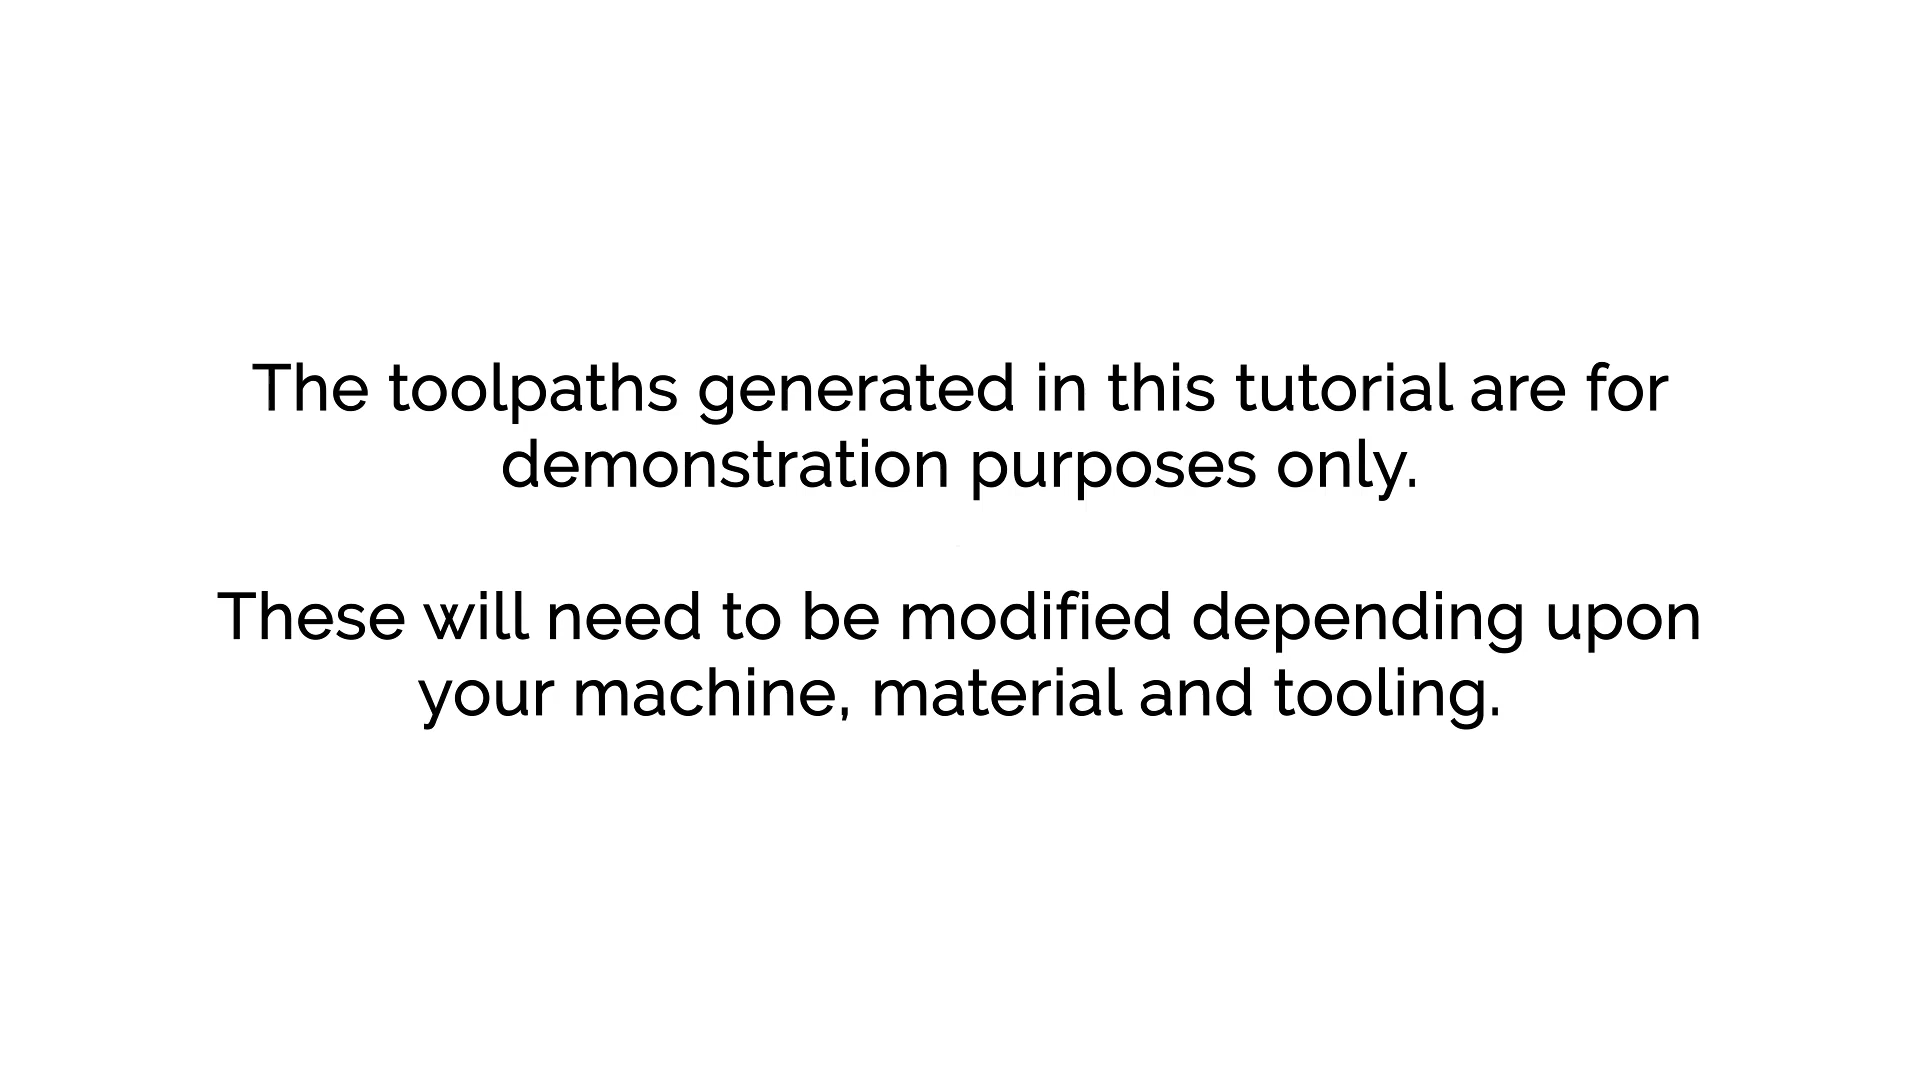 The toolpaths generated in this tutorial are for
demonstration purposes only.
These will need to be modified depending upon
your machine, material and tooling.